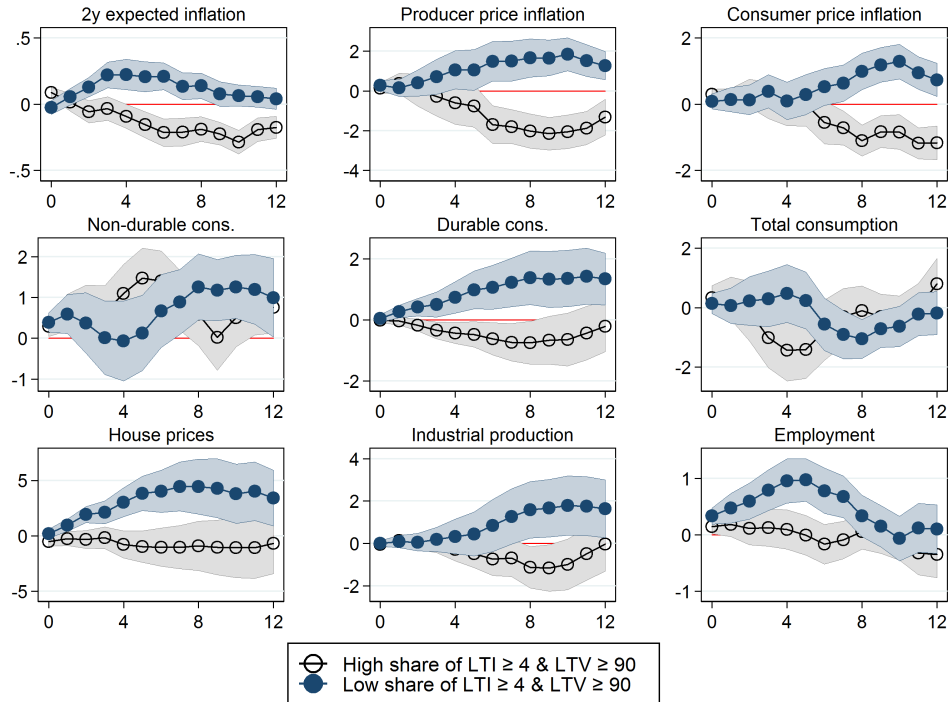 2y expected inflation
.5
0
-.5
0 4 8 12
Producer price inflation
2
0
-2
-4
0 4 8 12
Consumer price inflation
2
0
-2
0 4 8 12
Non-durable cons.
2
1
0
-1
0 4 8 12
Durable cons.
2
0
-2
0 4 8 12
Total consumption
2
0
-2
0 4 8 12
House prices
5
0
-5
0 4 8 12
Industrial production
4
2
0
-2
0 4 8 12
Employment
1
0
-1
0 4 8 12
High share of LTI ≥ 4 & LTV ≥ 90
Low share of LTI ≥ 4 & LTV ≥ 90